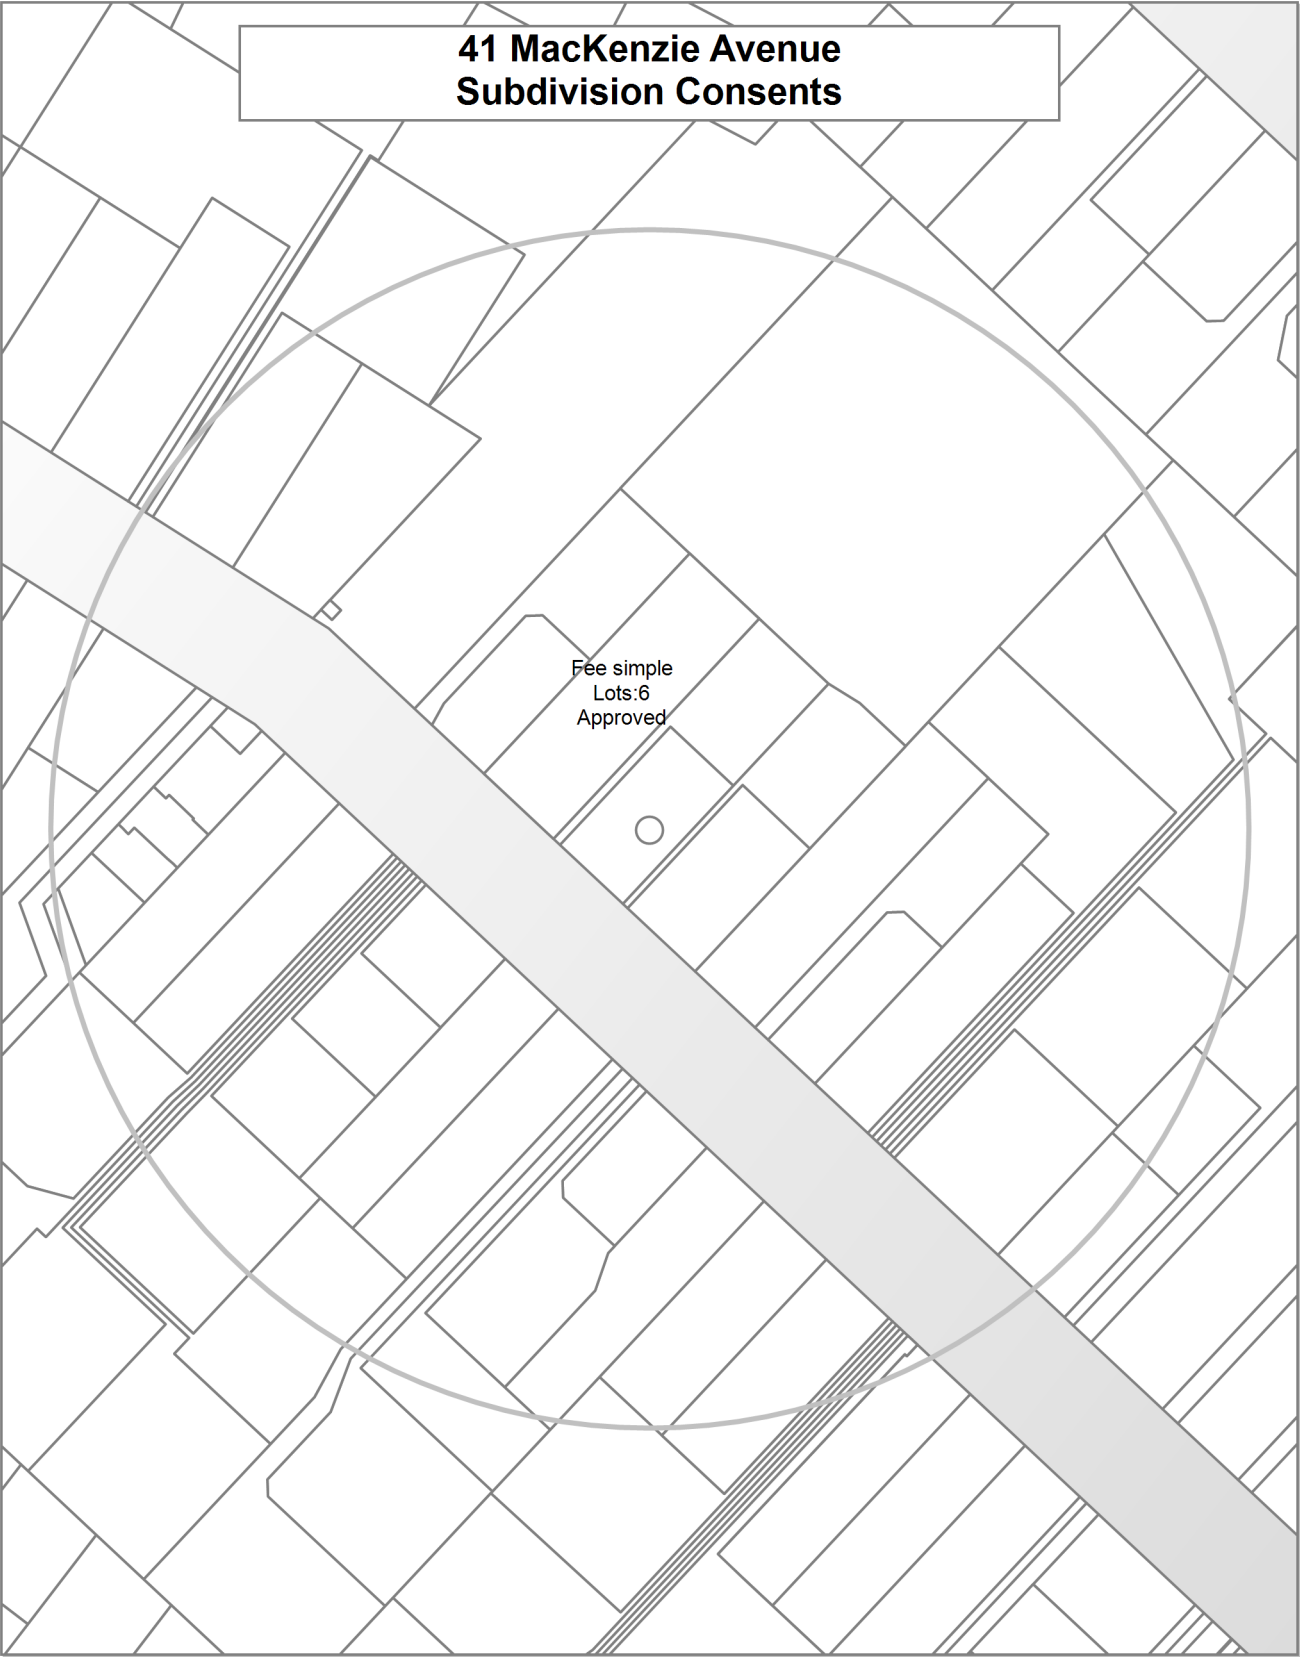 41 MacKenzie Avenue
Subdivision Consents
Fee simple
Lots:6
Approved